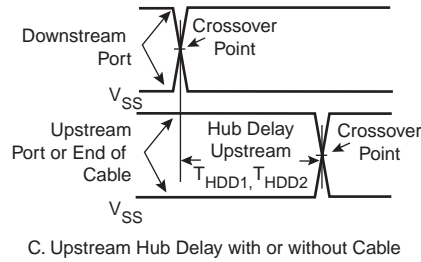 Downstream
Port
Crossover
Point
VSS
Upstream
Port or End of
Cable
Hub Delay
Upstream
THDD1, THDD2
Crossover
Point
VSS
C. Upstream Hub Delay with or without Cable